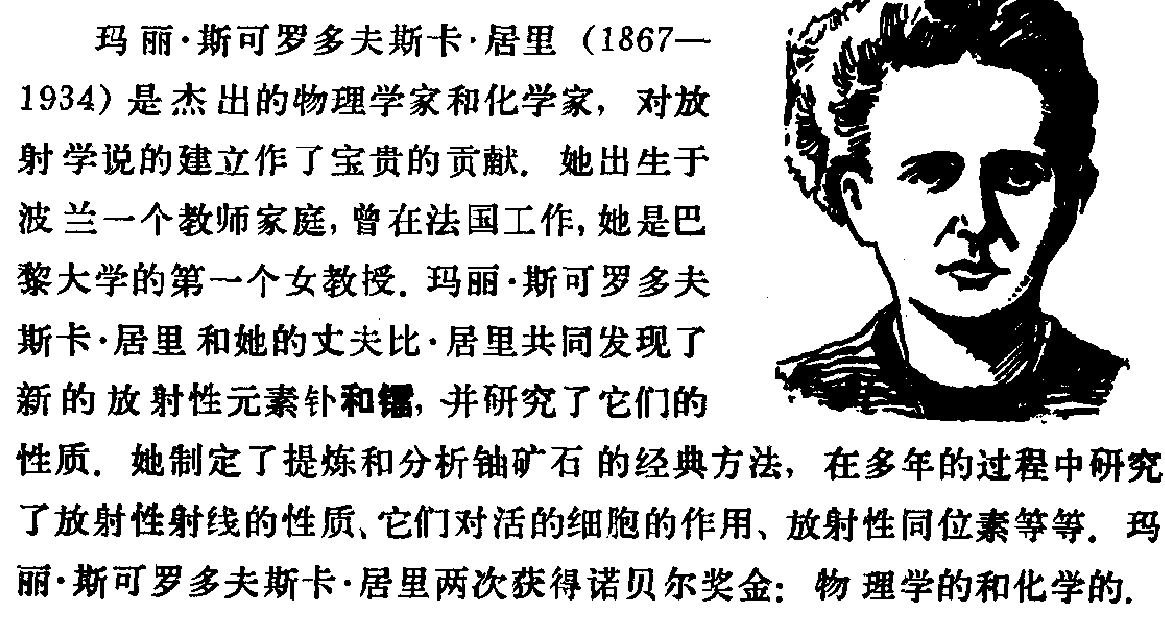 玛丽·斯可罗多夫斯卡·居里（1867—
1934）是杰出的物理学家和化学家，对放
射学说的建立作了宝贵的贡献．她出生于
波兰一个教师家庭，曾在法国工作，她是巴
黎大学的第一个女教授．玛丽·斯可罗多夫
斯卡·居里和她的丈夫比·居里共同发现了
新的放射性元素钋和镭，并研究了它们的
性质．她制定了提炼和分析铀矿石的经典方法，在多年的过程中研究
了放射性射线的性质、它们对活的细胞的作用、放射性同位素等等．玛
丽·斯可罗多夫斯卡·居里两次获得诺贝尔奖金：物理学的和化学的．